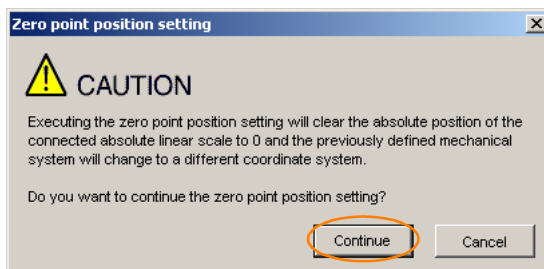 Zero point position setting
CAUTION
Executing the zero point position setting will clear the absolute position of the
connected absolute linear scale to 0 and the previously defined mechanical
system will change to a different coordinate system.
Do you want to continue the zero point position setting?
Continue
Cancel